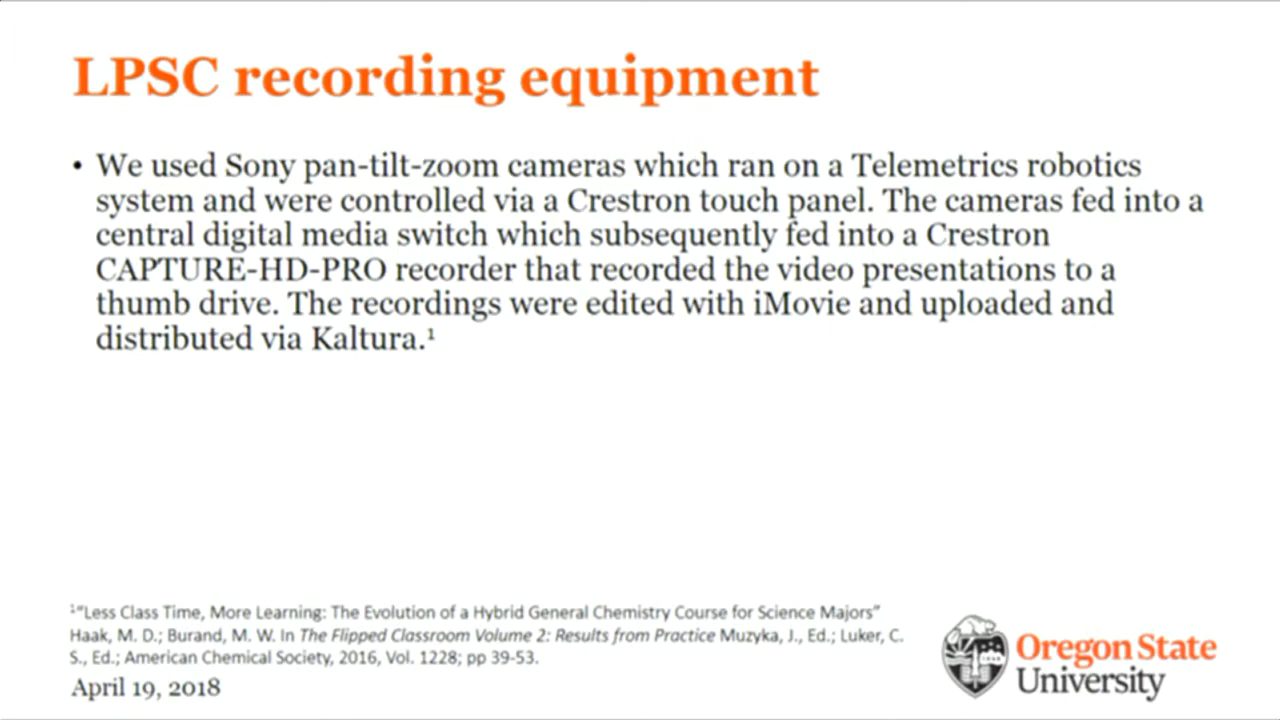 LPSC recording equipment
• We used Sony pan-tilt-zoom cameras which ran on a Telemetrics robotics
system and were controlled via a Crestron touch panel. The cameras fed into a
central digital media switch which subsequently fed into a Crestron
CAPTURE-HD-PRO recorder that recorded the video presentations to a
thumb drive. The recordings were edited with iMovie and uploaded and
distributed via Kaltura.¹
¹“Less Class Time, More Learning: The Evolution of a Hybrid General Chemistry Course for Science Majors”
Haak, M. D.; Burand, M. W. In The Flipped Classroom Volume 2: Results from Practice Muzyka, J., Ed.; Luker, C.
S., Ed.; American Chemical Society, 2016, Vol. 1228; pp 39-53.
April 19, 2018
Oregon State
University